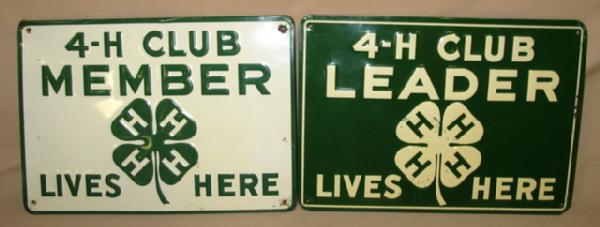 4-H CLUB
MEMBER
H H
H H
LIVES HERE
4-H CLUB
LEADER
H H
H H
LIVES HERE